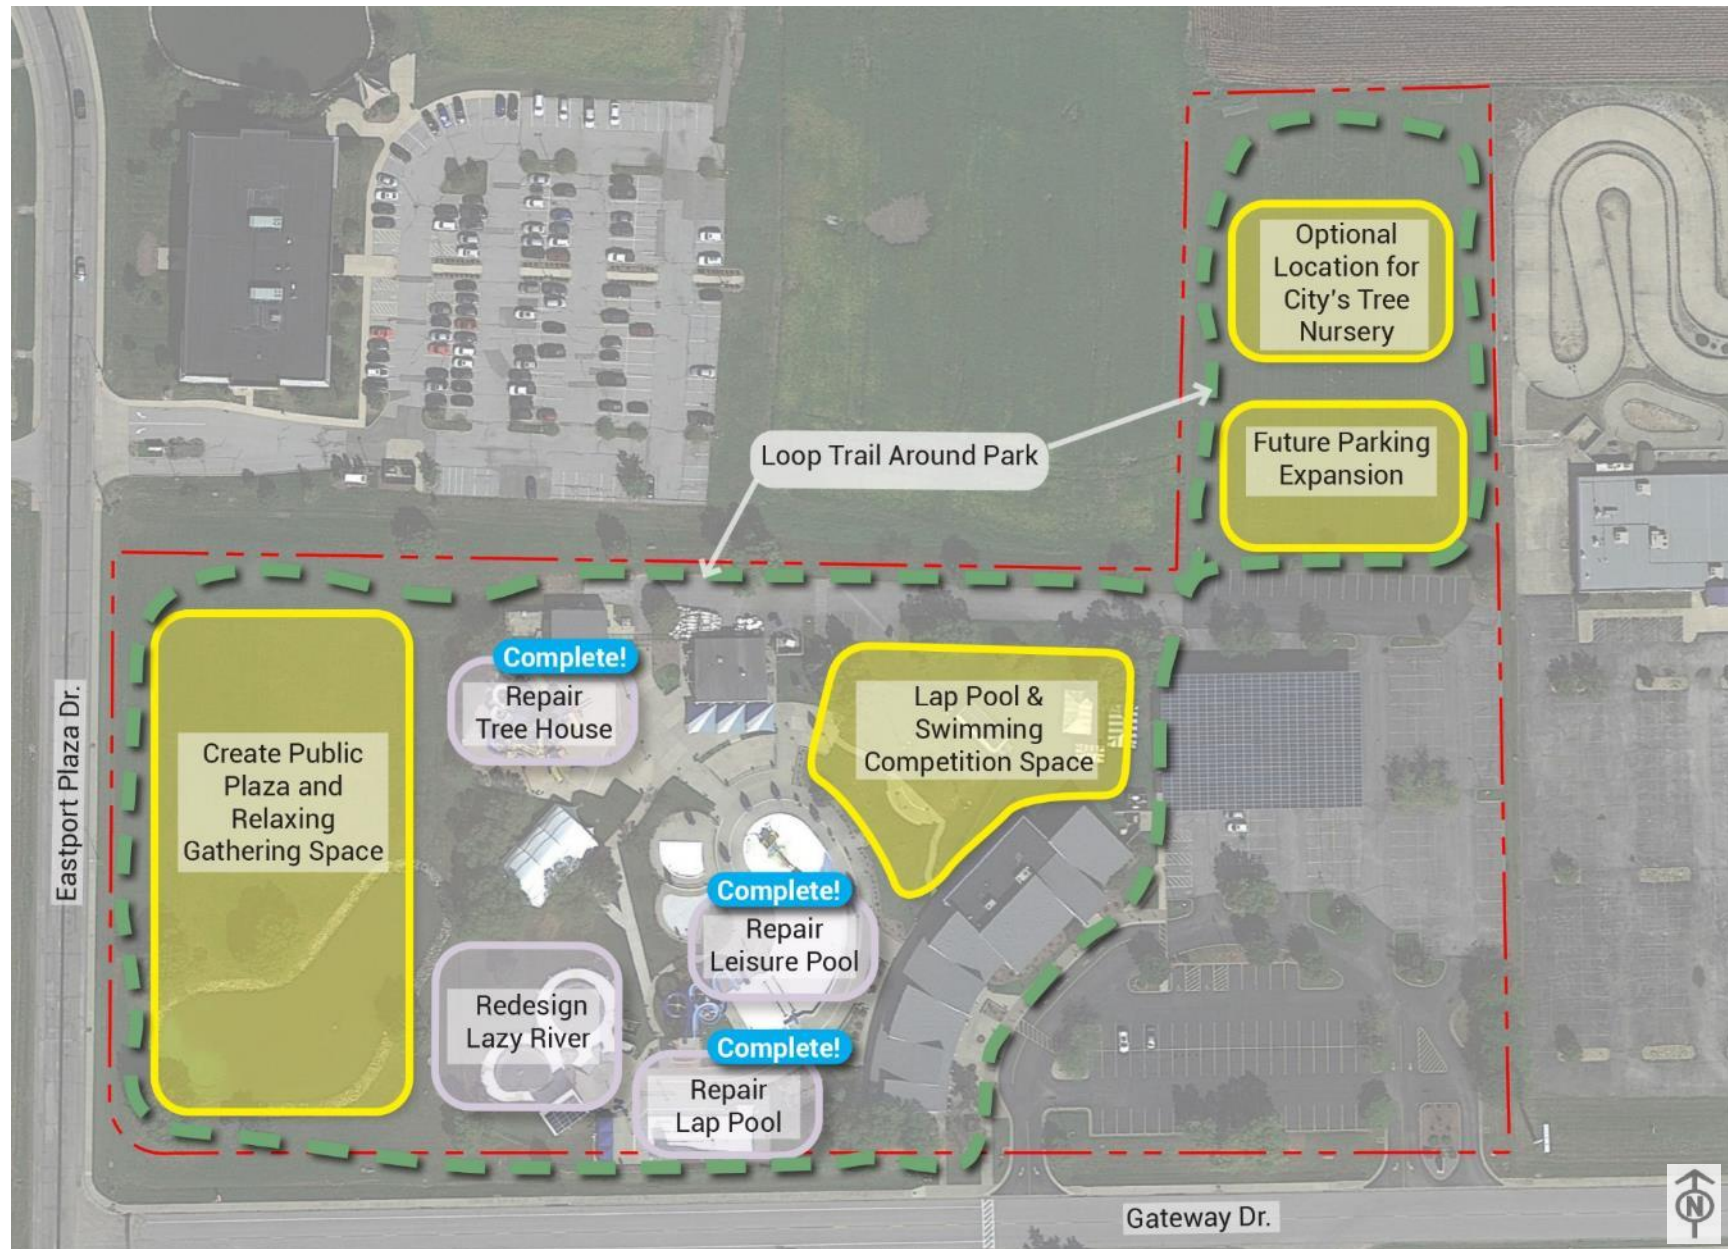 Optional
Location for
City's Tree
Nursery
Future Parking
Expansion
Loop Trail Around Park
Complete!
Repair
Tree House
Lap Pool &
Swimming
Competition Space
Create Public
Plaza and
Relaxing
Gathering Space
Eastport Plaza Dr.
Complete!
Repair
Leisure Pool
Redesign
Lazy River
Complete!
Repair
Lap Pool
Gateway Dr.
N